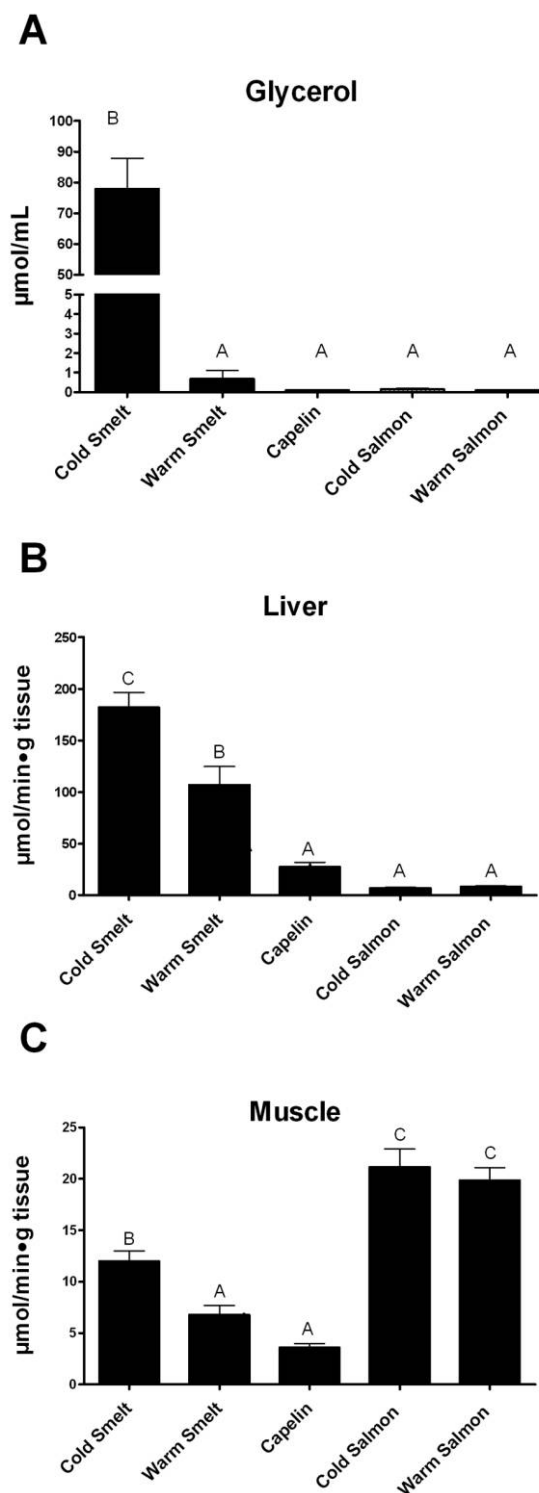 A
Glycerol
µmol/mL
100
90
80
70
60
50
5
4
3
2
1
0
B
A
A
A
A
Cold Smelt
Warm Smelt
Capelin
Cold Salmon
Warm Salmon
B
Liver
µmol/min•g tissue
250
200
150
100
50
0
C
B
A
A
A
Cold Smelt
Warm Smelt
Capelin
Cold Salmon
Warm Salmon
C
Muscle
µmol/min•g tissue
25
20
15
10
5
0
B
A
A
C
C
Cold Smelt
Warm Smelt
Capelin
Cold Salmon
Warm Salmon